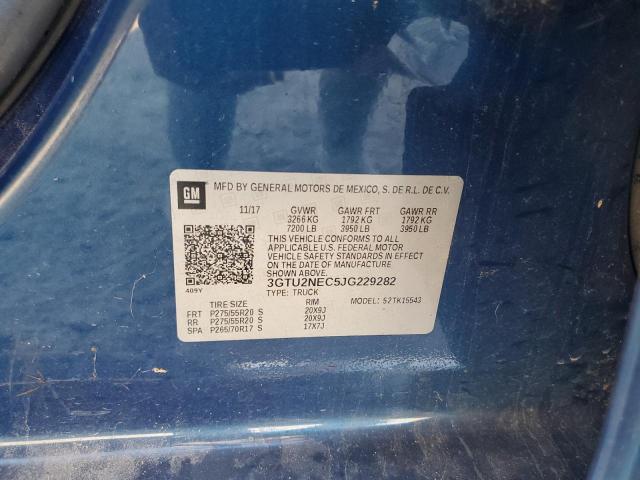 GM MFD BY GENERAL MOTORS DE MEXICO, S. DE R.L. DE C.V.
11/17 GVWR GAWR FRT GAWR RR
3266 KG 1792 KG 1792 KG
7200 LB 3950 LB 3950 LB
THIS VEHICLE CONFORMS TO ALL
APPLICABLE U.S. FEDERAL MOTOR
VEHICLE SAFETY STANDARDS IN EFFECT
ON THE DATE OF MANUFACTURE SHOWN ABOVE.
3GTU2NEC5JG229282
409Y TYPE: TRUCK MODEL: 52TK15543
TIRE SIZE RIM
FRT P275/55R20 S 20X9J
RR P275/55R20 S 20X9J
SPA P265/70R17 S 17X7J